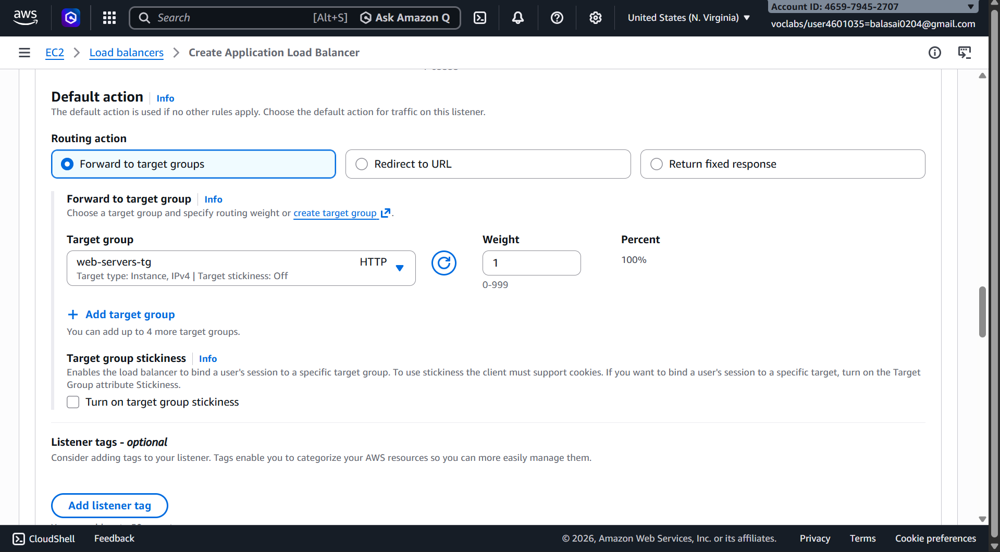 aws
Search [Alt+S] Ask Amazon Q
United States (N. Virginia)
Account ID: 4659-7945-2707
voclabs/user4601035=balasai0204@gmail.com
EC2 Load balancers Create Application Load Balancer
Default action Info
The default action is used if no other rules apply. Choose the default action for traffic on this listener.
Routing action
Forward to target groups
Redirect to URL
Return fixed response
Forward to target group Info
Choose a target group and specify routing weight or create target group .
Target group Weight Percent
web-servers-tg HTTP 1 100%
Target type: Instance, IPv4 | Target stickiness: Off
0-999
Add target group
You can add up to 4 more target groups.
Target group stickiness Info
Enables the load balancer to bind a user's session to a specific target group. To use stickiness the client must support cookies. If you want to bind a user's session to a specific target, turn on the Target
Group attribute Stickiness.
Turn on target group stickiness
Listener tags - optional
Consider adding tags to your listener. Tags enable you to categorize your AWS resources so you can more easily manage them.
Add listener tag
CloudShell Feedback © 2026, Amazon Web Services, Inc. or its affiliates. Privacy Terms Cookie preferences